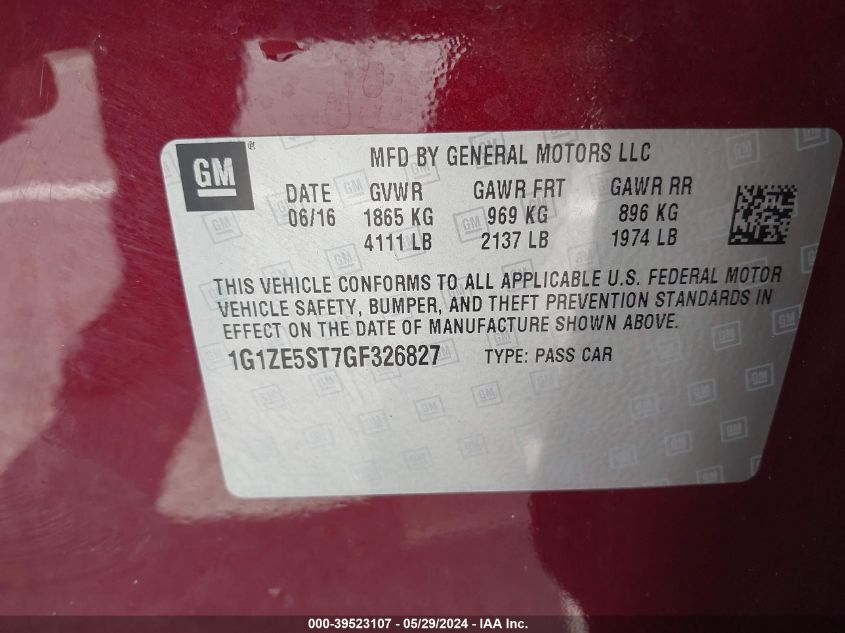 GM ® MFD BY GENERAL MOTORS LLC
DATE GVWR GAWR FRT GAWR RR
06/16 1865 KG 969 KG 896 KG
4111 LB 2137 LB 1974 LB
THIS VEHICLE CONFORMS TO ALL APPLICABLE U.S. FEDERAL MOTOR
VEHICLE SAFETY, BUMPER, AND THEFT PREVENTION STANDARDS IN
EFFECT ON THE DATE OF MANUFACTURE SHOWN ABOVE.
1G1ZE5ST7GF326827 TYPE: PASS CAR
000-39523107 - 05/29/2024 - IAA Inc.